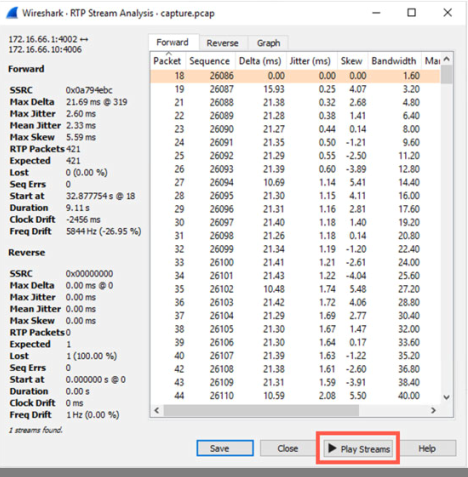 Wireshark · RTP Stream Analysis - capture.pcap
172.16.66.1:4002 ↔
172.16.66.10:4006
Forward
SSRC 0x0a794ebc
Max Delta 21.69 ms @ 319
Max Jitter 2.60 ms
Mean Jitter 2.33 ms
Max Skew 5.59 ms
RTP Packets 421
Expected 421
Lost 0 (0.00 %)
Seq Errs 0
Start at 32.877754 s @ 18
Duration 9.11 s
Clock Drift -2456 ms
Freq Drift 5844 Hz (-26.95 %)
Reverse
SSRC 0x00000000
Max Delta 0.00 ms @ 0
Max Jitter 0.00 ms
Mean Jitter 0.00 ms
Max Skew 0.00 ms
RTP Packets 0
Expected 1
Lost 1 (100.00 %)
Seq Errs 0
Start at 0.000000 s @ 0
Duration 0.00 s
Clock Drift 0 ms
Freq Drift 1 Hz (0.00 %)
1 streams found.
Forward Reverse Graph
Packet Sequence Delta (ms) Jitter (ms) Skew Bandwidth Mar
18 26086 0.00 0.00 0.00 1.60
19 26087 15.93 0.25 4.07 3.20
21 26088 21.38 0.32 2.68 4.80
22 26089 21.28 0.38 1.41 6.40
23 26090 21.27 0.44 0.14 8.00
24 26091 21.35 0.50 -1.21 9.60
25 26092 21.29 0.55 -2.50 11.20
26 26093 21.39 0.60 -3.89 12.80
27 26094 10.69 1.14 5.41 14.40
28 26095 21.30 1.15 4.11 16.00
29 26096 21.31 1.16 2.81 17.60
30 26097 21.40 1.18 1.40 19.20
31 26098 21.26 1.18 0.14 20.80
32 26099 21.34 1.19 -1.20 22.40
33 26100 21.41 1.21 -2.61 24.00
34 26101 21.43 1.22 -4.04 25.60
35 26102 10.48 1.74 5.48 27.20
36 26103 21.42 1.72 4.06 28.80
37 26104 21.29 1.69 2.77 30.40
38 26105 21.30 1.67 1.47 32.00
39 26106 21.30 1.64 0.17 33.60
40 26107 21.39 1.63 -1.22 35.20
42 26108 21.38 1.61 -2.60 36.80
43 26109 21.31 1.59 -3.91 38.40
44 26110 10.59 2.08 5.50 40.00
Save Close Play Streams Help